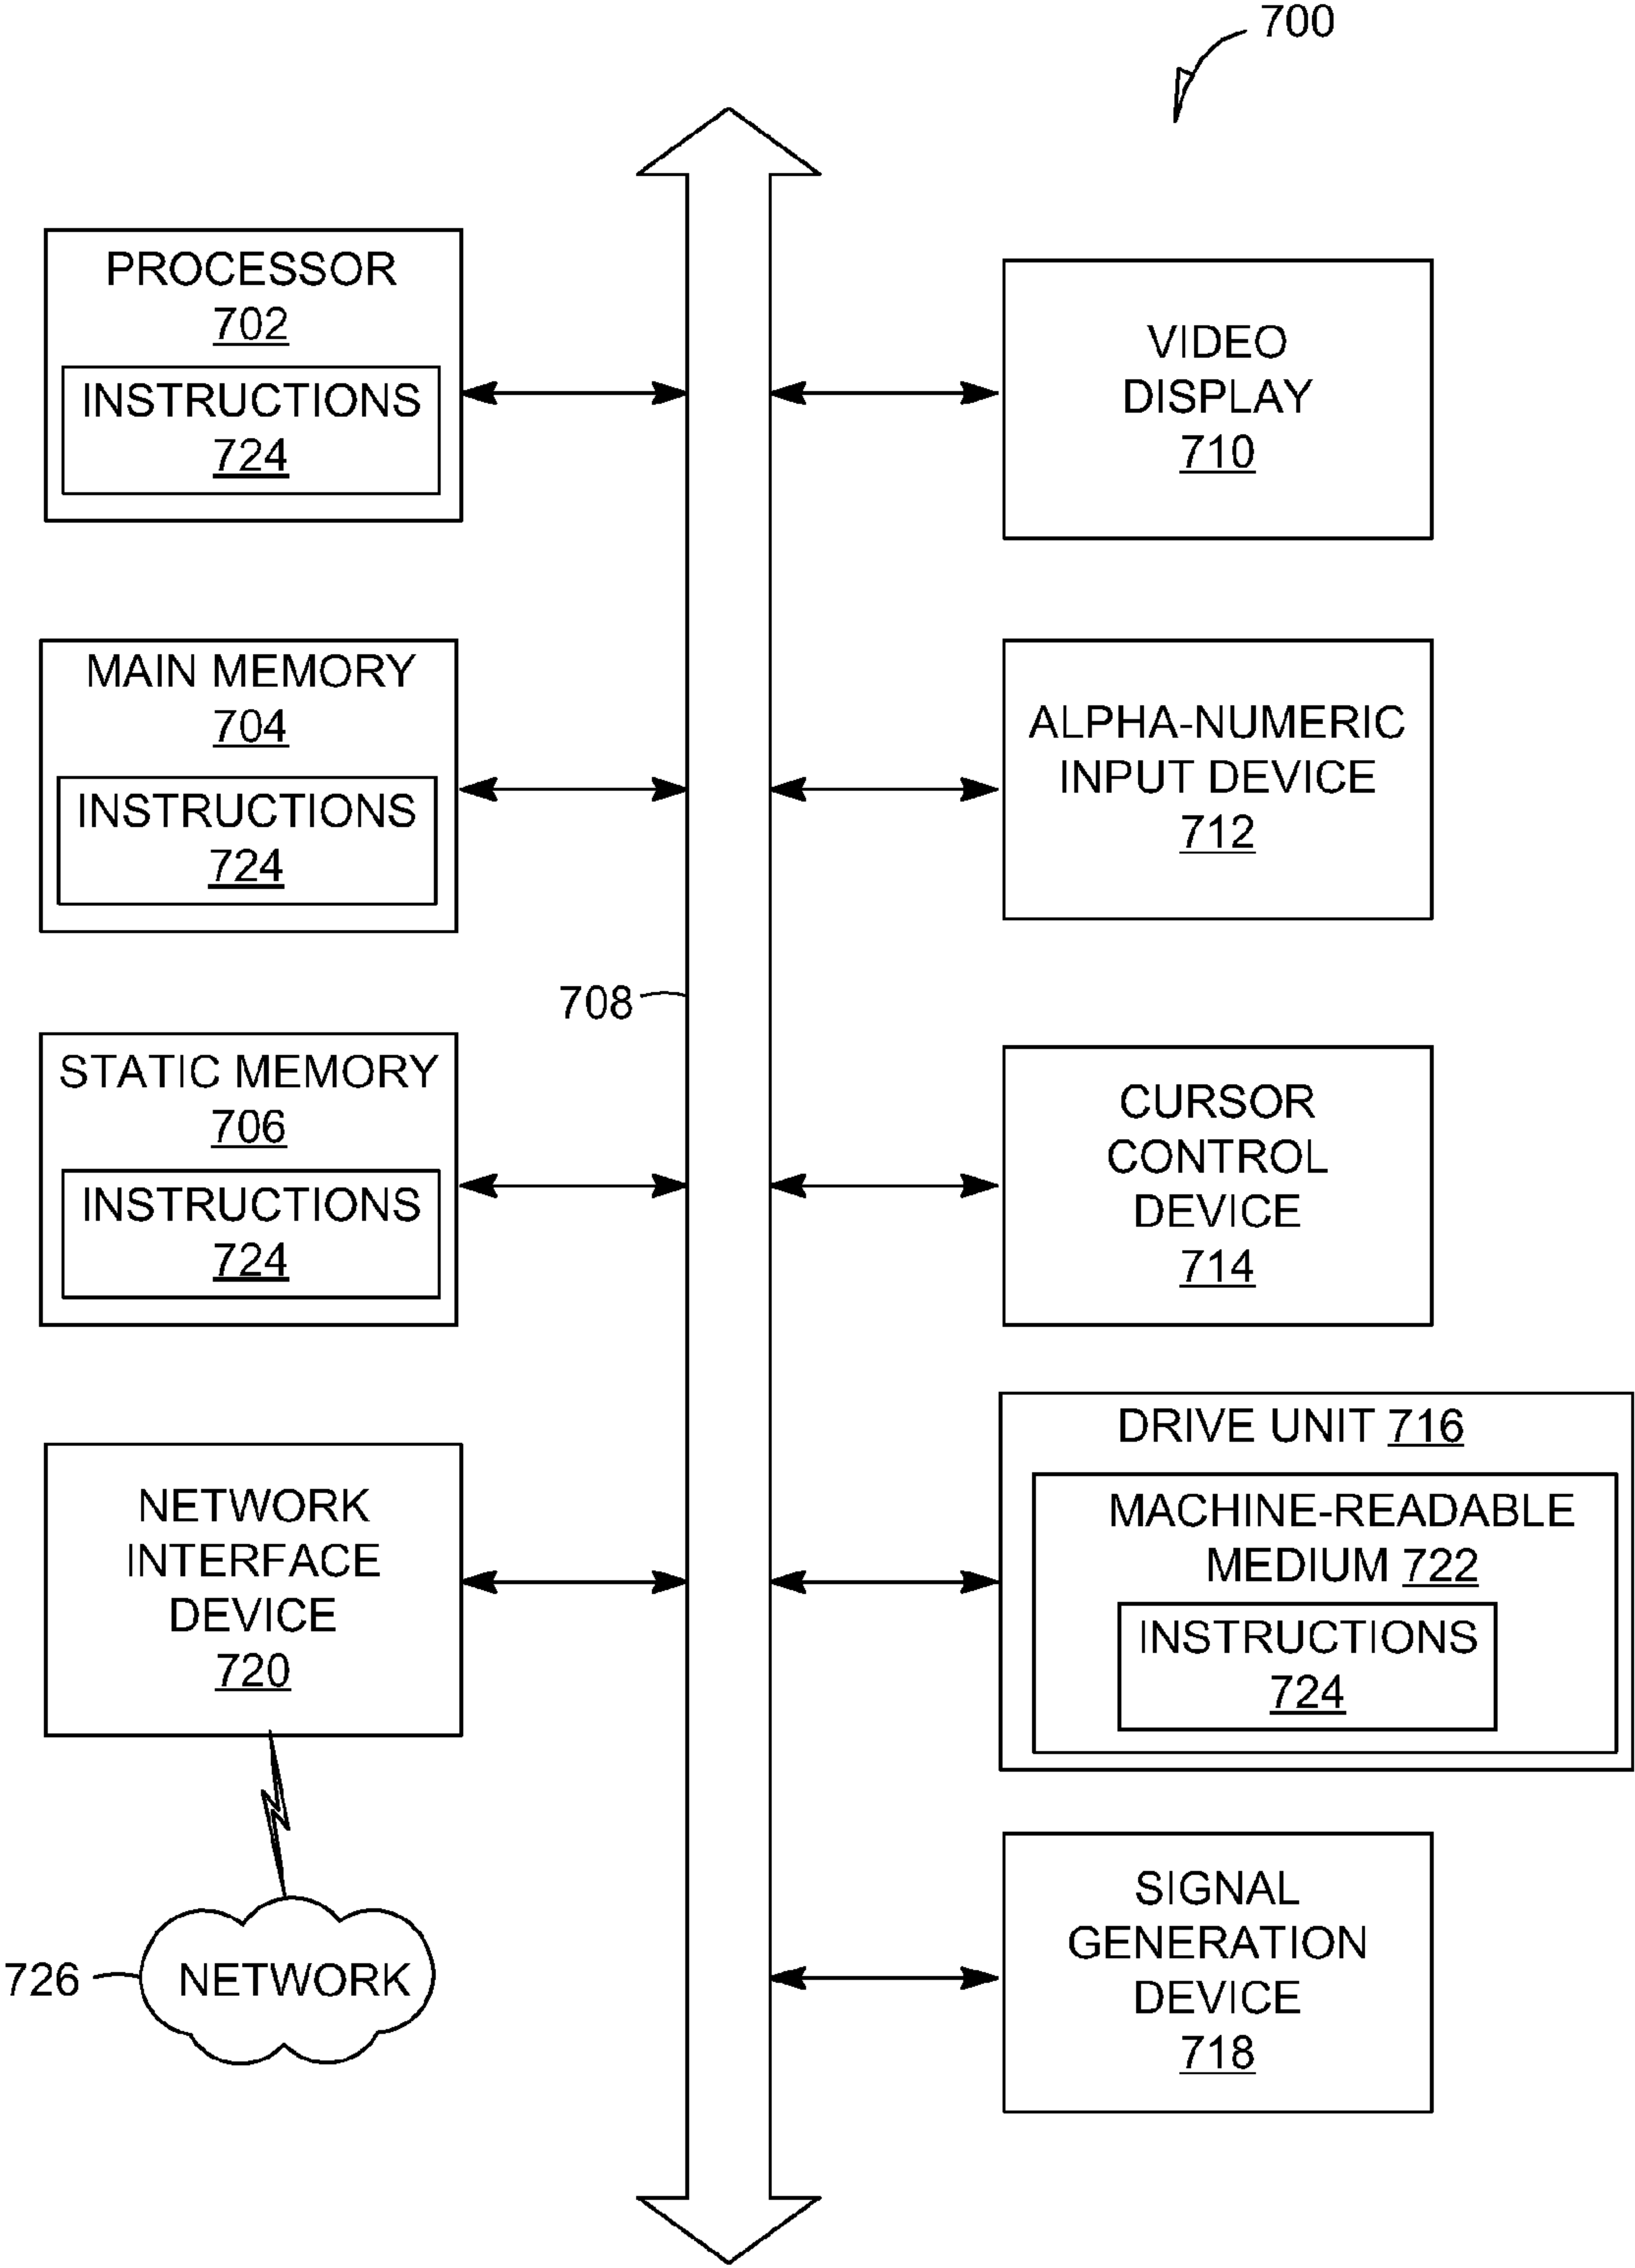 700
PROCESSOR
702
INSTRUCTIONS
724
VIDEO
DISPLAY
710
MAIN MEMORY
704
INSTRUCTIONS
724
ALPHA-NUMERIC
INPUT DEVICE
712
708
STATIC MEMORY
706
INSTRUCTIONS
724
CURSOR
CONTROL
DEVICE
714
NETWORK
INTERFACE
DEVICE
720
DRIVE UNIT 716
MACHINE-READABLE
MEDIUM 722
INSTRUCTIONS
724
726
NETWORK
SIGNAL
GENERATION
DEVICE
718